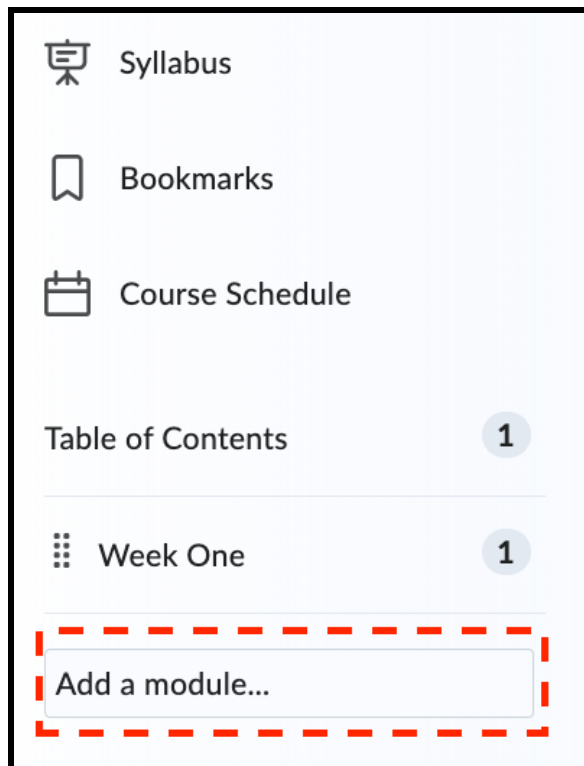 Syllabus
Bookmarks
Course Schedule
Table of Contents 1
Week One 1
Add a module...